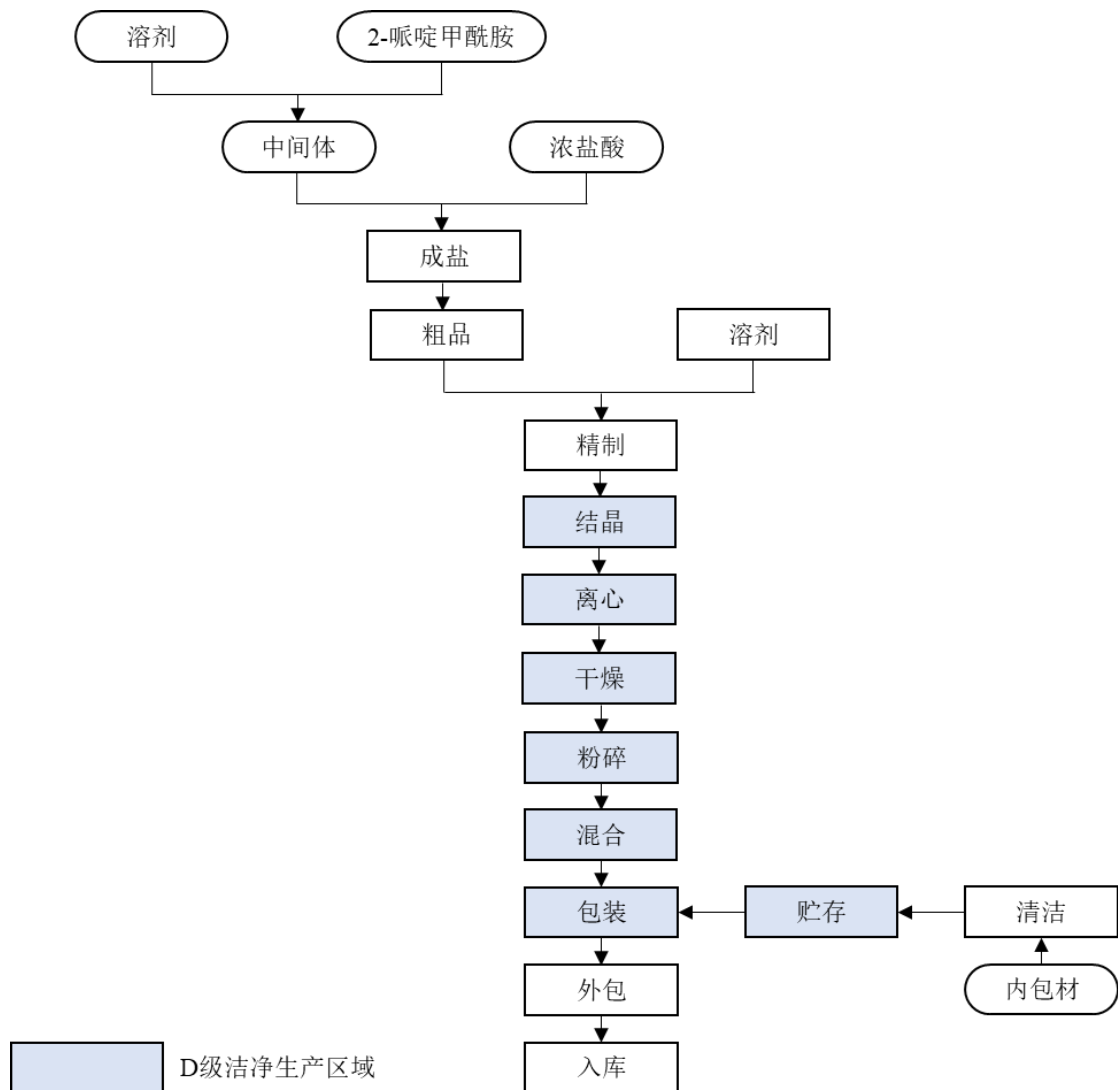 溶剂
2-哌啶甲酰胺
中间体
浓盐酸
成盐
粗品
溶剂
精制
结晶
离心
干燥
粉碎
混合
包装
贮存
清洁
外包
内包材
D级洁净生产区域
入库